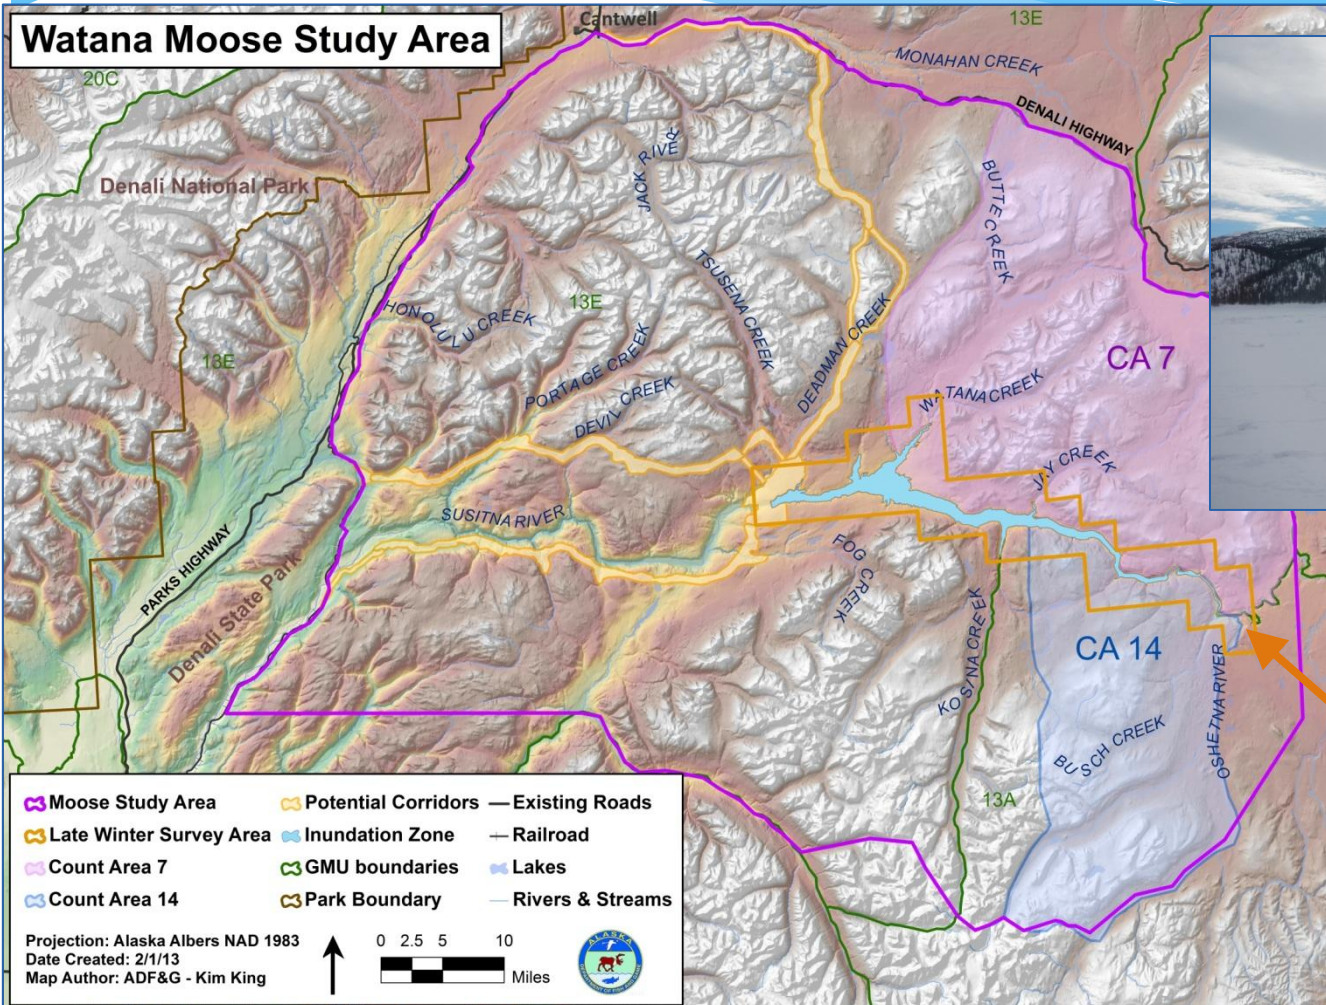 Watana Moose Study Area
Cantwell
13E
20C
MONAHAN CREEK
DENALI HIGHWAY
JACK RIVER
Denali National Park
BUTTE CREEK
TSUSENA CREEK
HONOLULU CREEK
13E
13E
DEADMAN CREEK
PORTAGE CREEK
CA 7
WATANA CREEK
DEVIL CREEK
JAY CREEK
SUSITNA RIVER
PARKS HIGHWAY
FOG CREEK
Denali State Park
KOSINA CREEK
CA 14
OSHETNA RIVER
BUSCH CREEK
13A
Moose Study Area
Potential Corridors
Existing Roads
Late Winter Survey Area
Inundation Zone
Railroad
Count Area 7
GMU boundaries
Lakes
Count Area 14
Park Boundary
Rivers & Streams
Projection: Alaska Albers NAD 1983
Date Created: 2/1/13
Map Author: ADF&G - Kim King
0 2.5 5 10
Miles
ALASKA